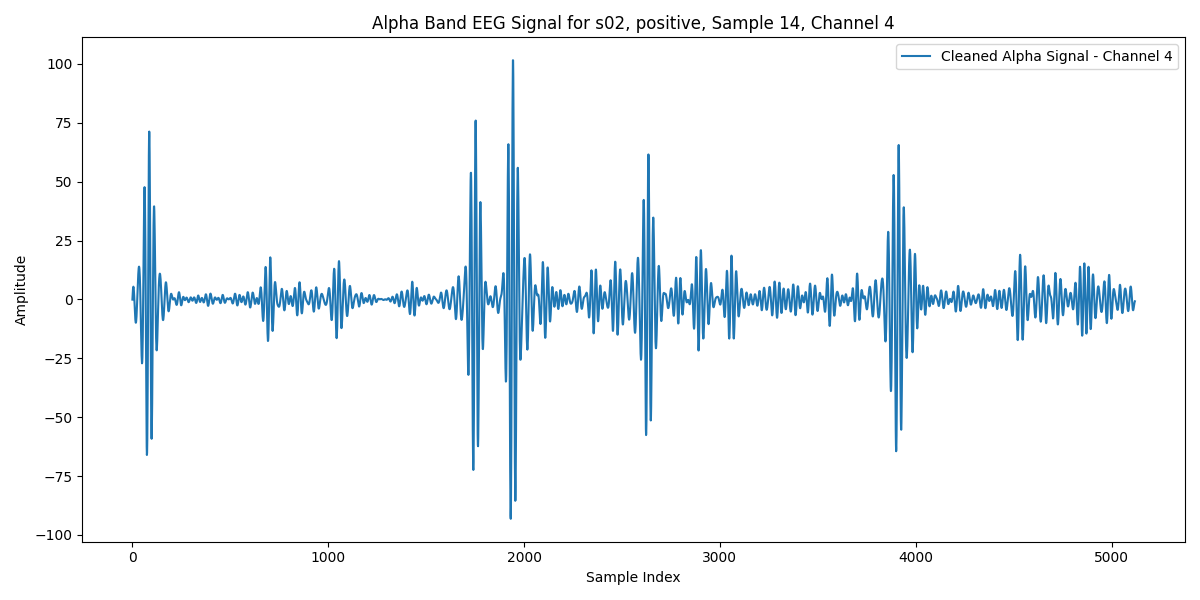 Alpha Band EEG Signal for s02, positive, Sample 14, Channel 4
Cleaned Alpha Signal - Channel 4
Amplitude
100
75
50
25
0
−25
−50
−75
−100
0 1000 2000 3000 4000 5000
Sample Index